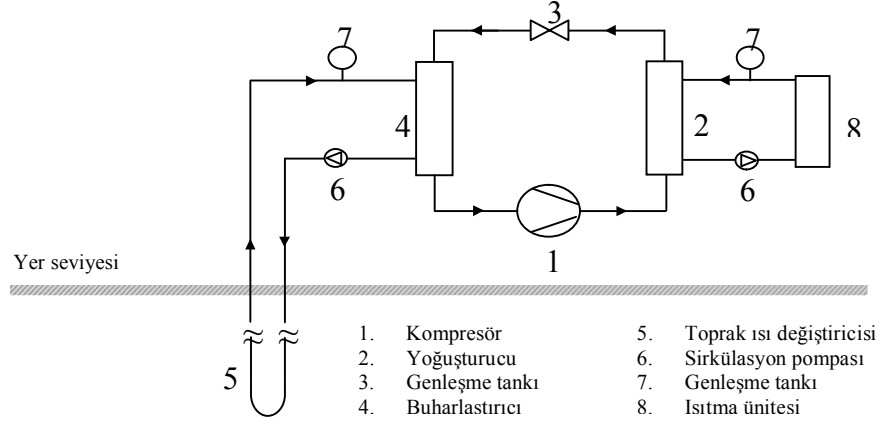 3
7
7
4
2
8
6
6
1
Yer seviyesi
5
1. Kompresör
2. Yoğuşturucu
3. Genleşme tankı
4. Buharlastırıcı
5. Toprak ısı değiştiricisi
6. Sirkülasyon pompası
7. Genleşme tankı
8. Isıtma ünitesi